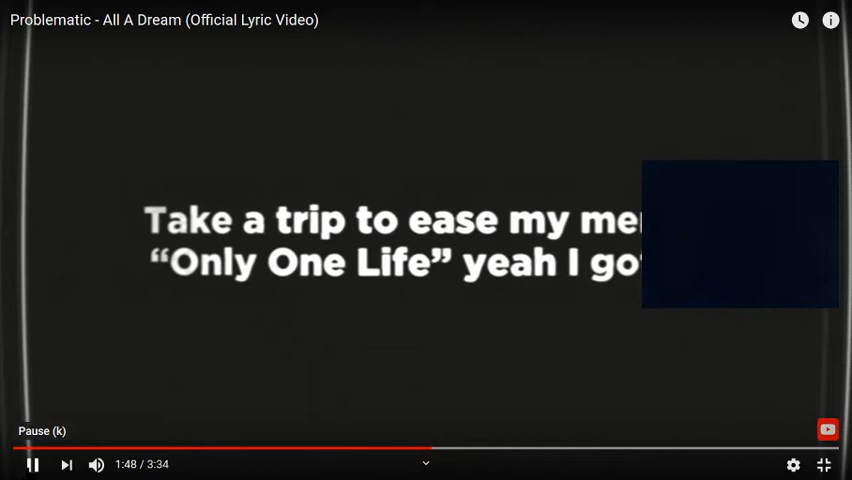 Problematic - All A Dream (Official Lyric Video)
Take a trip to ease my
“Only One Life” yeah I
Pause (k)
1:48 / 3:34